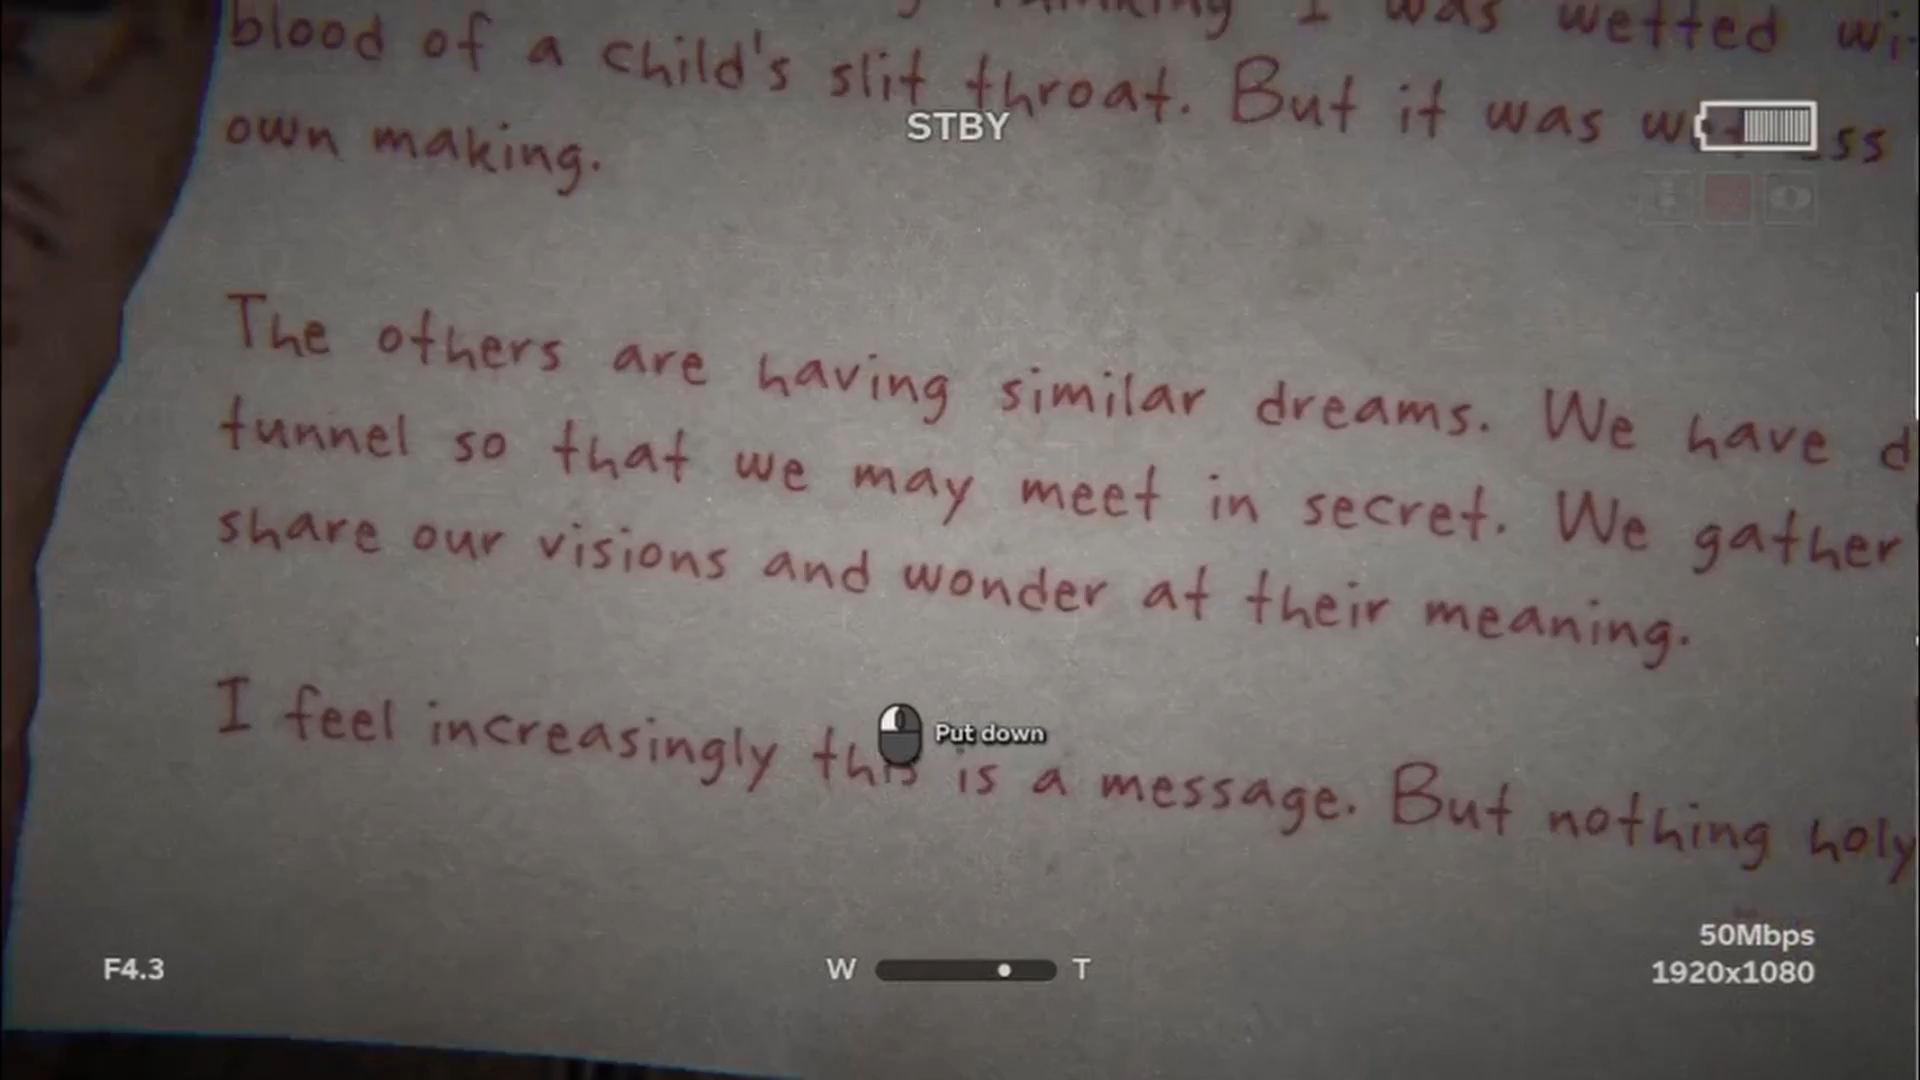 I was wetted
blood of a child's slit throat. But it was
own making.
STBY
The others are having similar dreams. We have
tunnel so that we may meet in secret. We gather
share our visions and wonder at their meaning.
I feel increasingly this is a message. But nothing holy
Put down
50Mbps
F4.3
W T
1920x1080